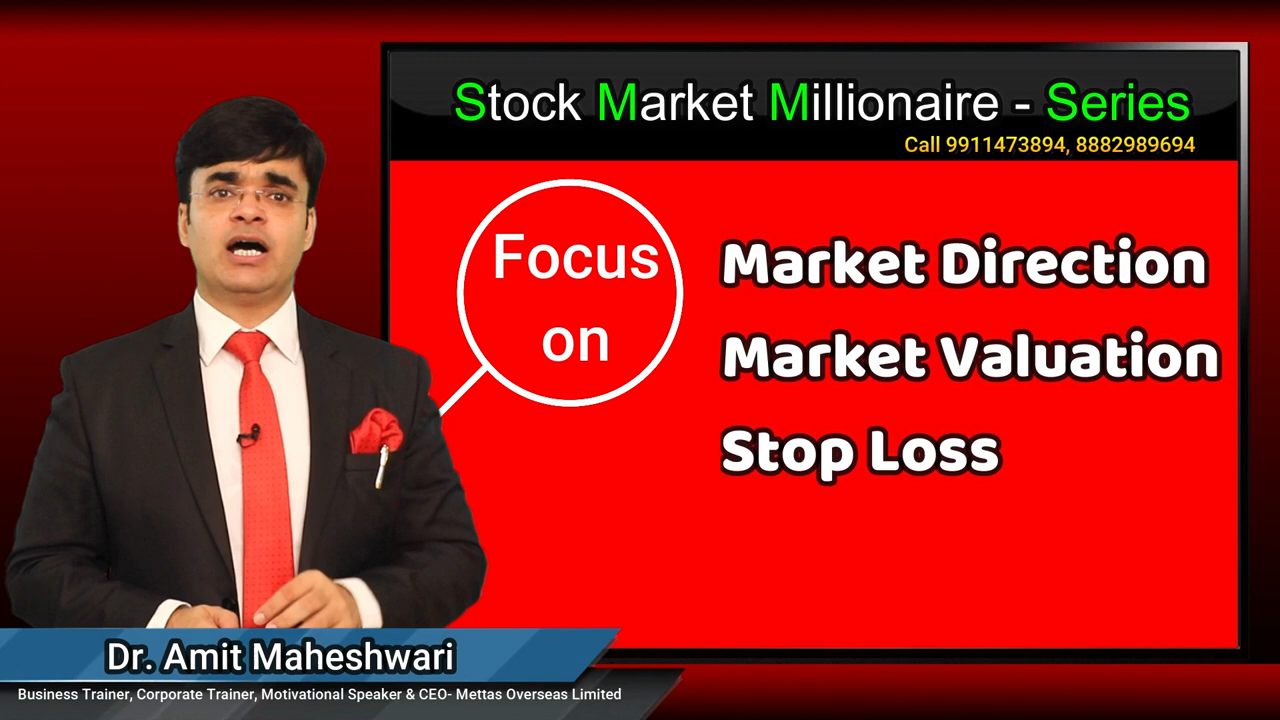 Stock Market Millionaire - Series
Call 9911473894, 8882989694
Focus
on
Market Direction
Market Valuation
Stop Loss
Dr. Amit Maheshwari
Business Trainer, Corporate Trainer, Motivational Speaker & CEO- Mettas Overseas Limited